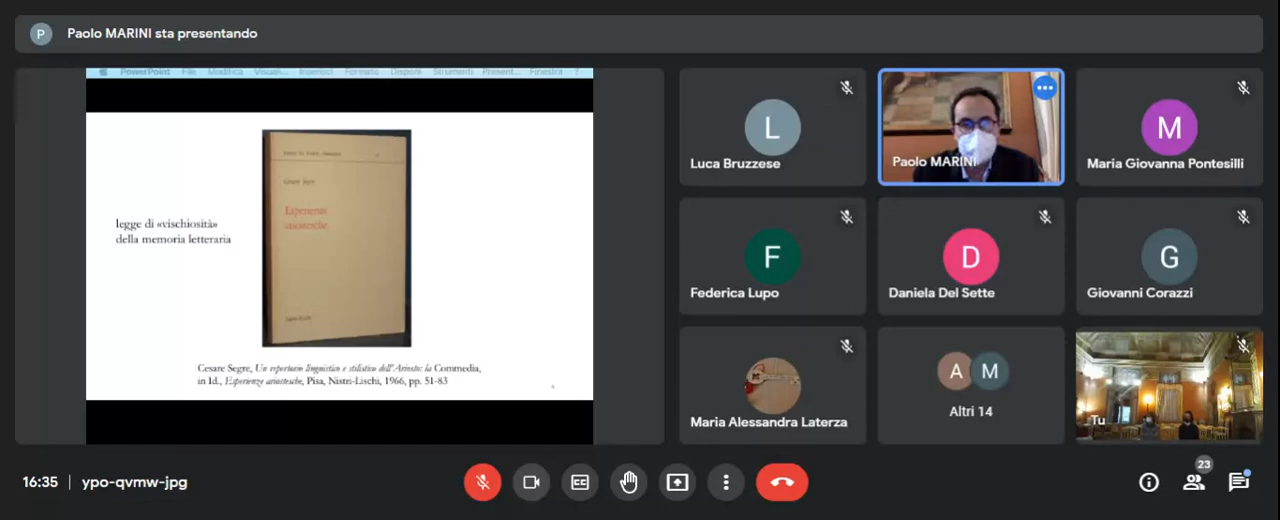 P Paolo MARINI sta presentando
PowerPoint File Modifica Visuali... Inserisci Formato Disponi Strumenti Present... Finestra ?
legge di «vischiosità»
della memoria letteraria
Cesare Segre
Esperienze
ariostesche
Cesare Segre, Un repertorio linguistico e stilistico dell'Ariosto: la Commedia,
in Id., Esperienze ariostesche, Pisa, Nistri-Lischi, 1966, pp. 51-83
L
Luca Bruzzese
Paolo MARINI
M
Maria Giovanna Pontesilli
F
Federica Lupo
D
Daniela Del Sette
G
Giovanni Corazzi
Maria Alessandra Laterza
A M
Altri 14
Tu
16:35 | ypo-qvmw-jpg
CC
23